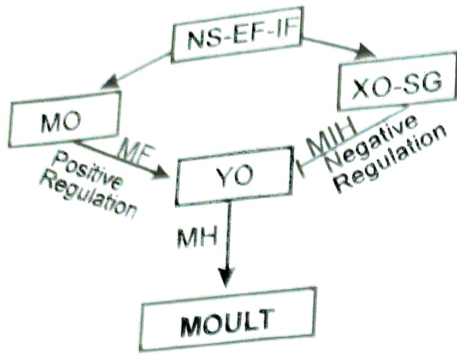 NS-EF-IF
XO-SG
MO
MF
MIH
Positive
Regulation
Negative
Regulation
YO
MH
MOULT